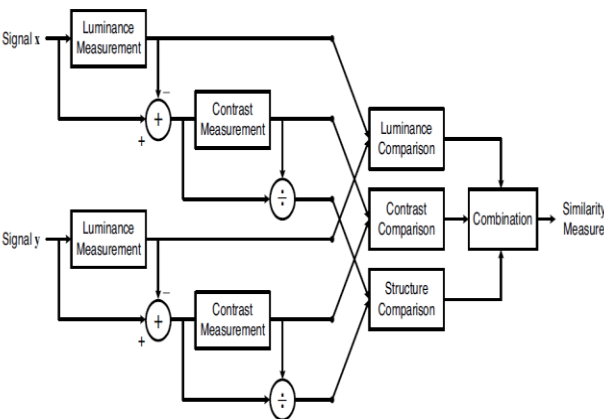 Signal x
Luminance
Measurement
−
+
+
Contrast
Measurement
÷
Luminance
Comparison
Signal y
Luminance
Measurement
−
+
+
Contrast
Measurement
÷
Contrast
Comparison
Structure
Comparison
Combination
Similarity
Measure